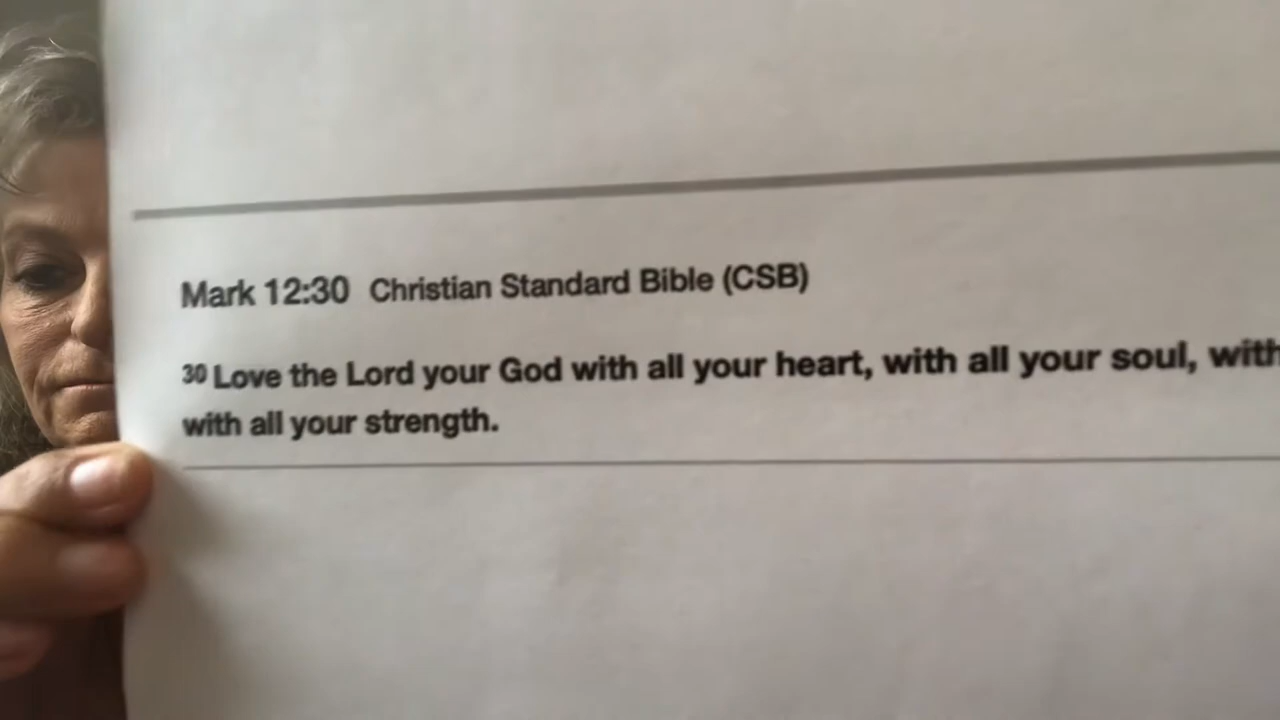 Mark 12:30 Christian Standard Bible (CSB)
30 Love the Lord your God with all your heart, with all your soul, with
with all your strength.